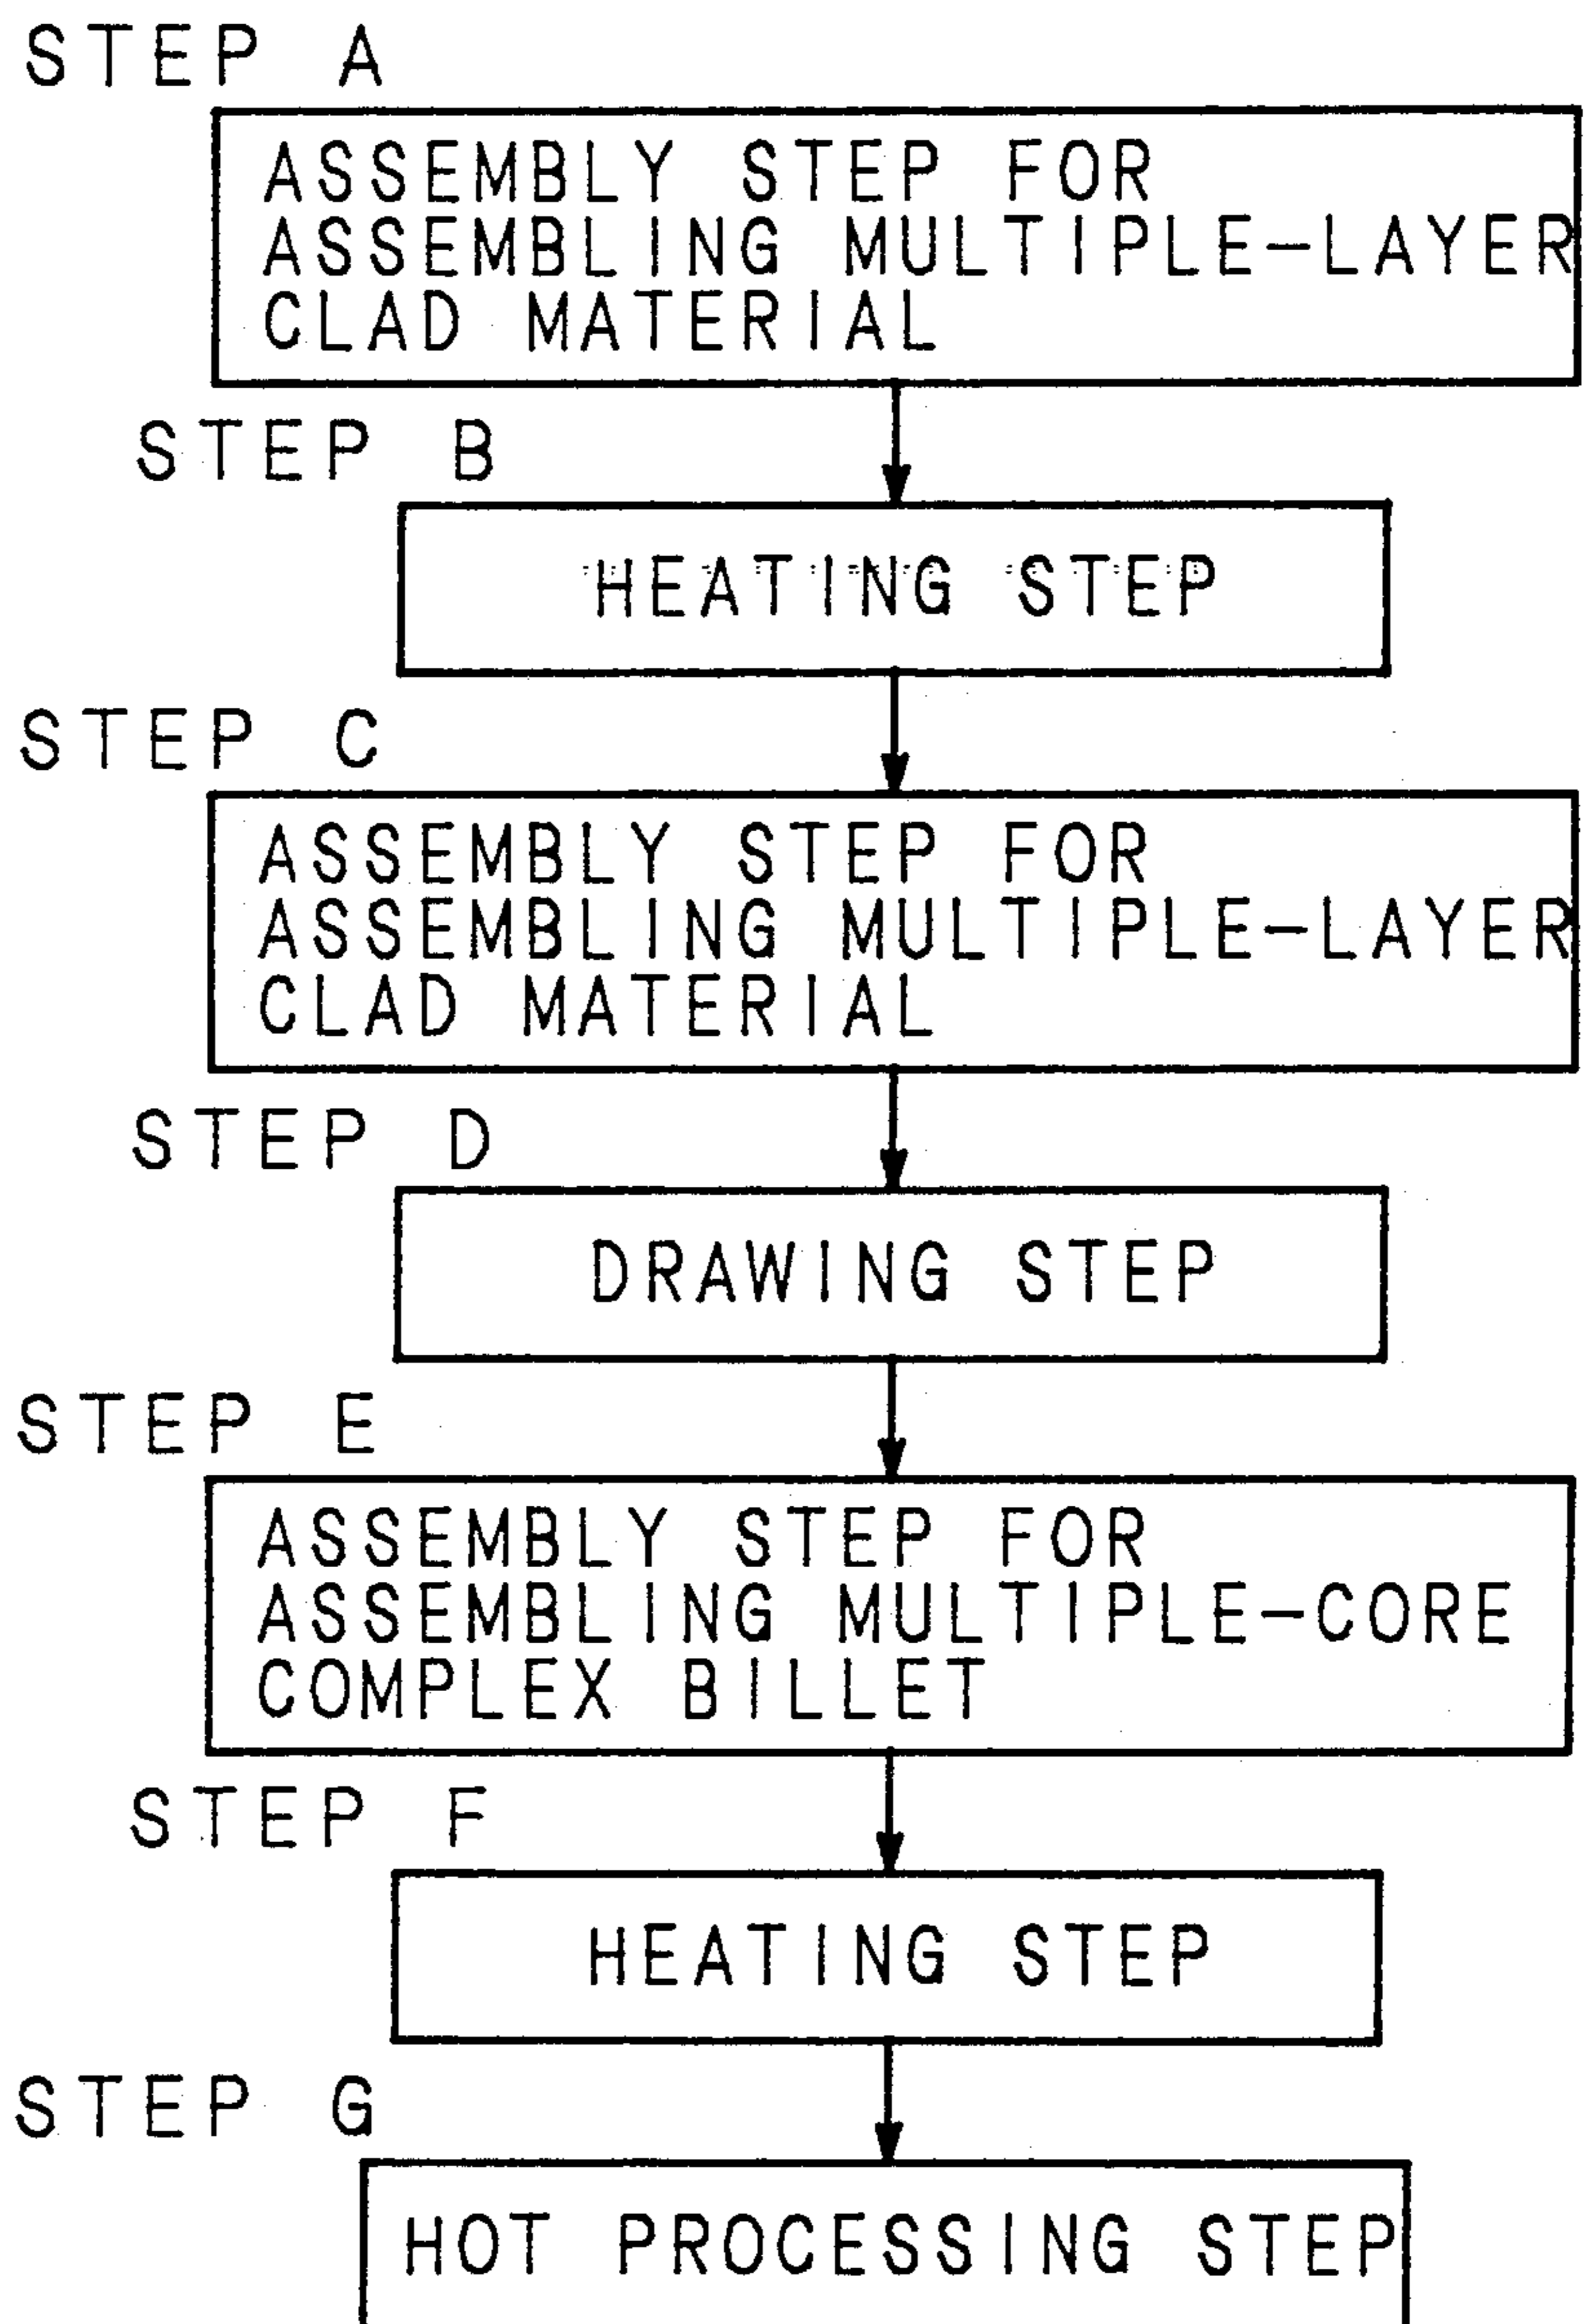 STEP A
ASSEMBLY STEP FOR
ASSEMBLING MULTIPLE-LAYER
CLAD MATERIAL
STEP B
HEATING STEP
STEP C
ASSEMBLY STEP FOR
ASSEMBLING MULTIPLE-LAYER
CLAD MATERIAL
STEP D
DRAWING STEP
STEP E
ASSEMBLY STEP FOR
ASSEMBLING MULTIPLE-CORE
COMPLEX BILLET
STEP F
HEATING STEP
STEP G
HOT PROCESSING STEP